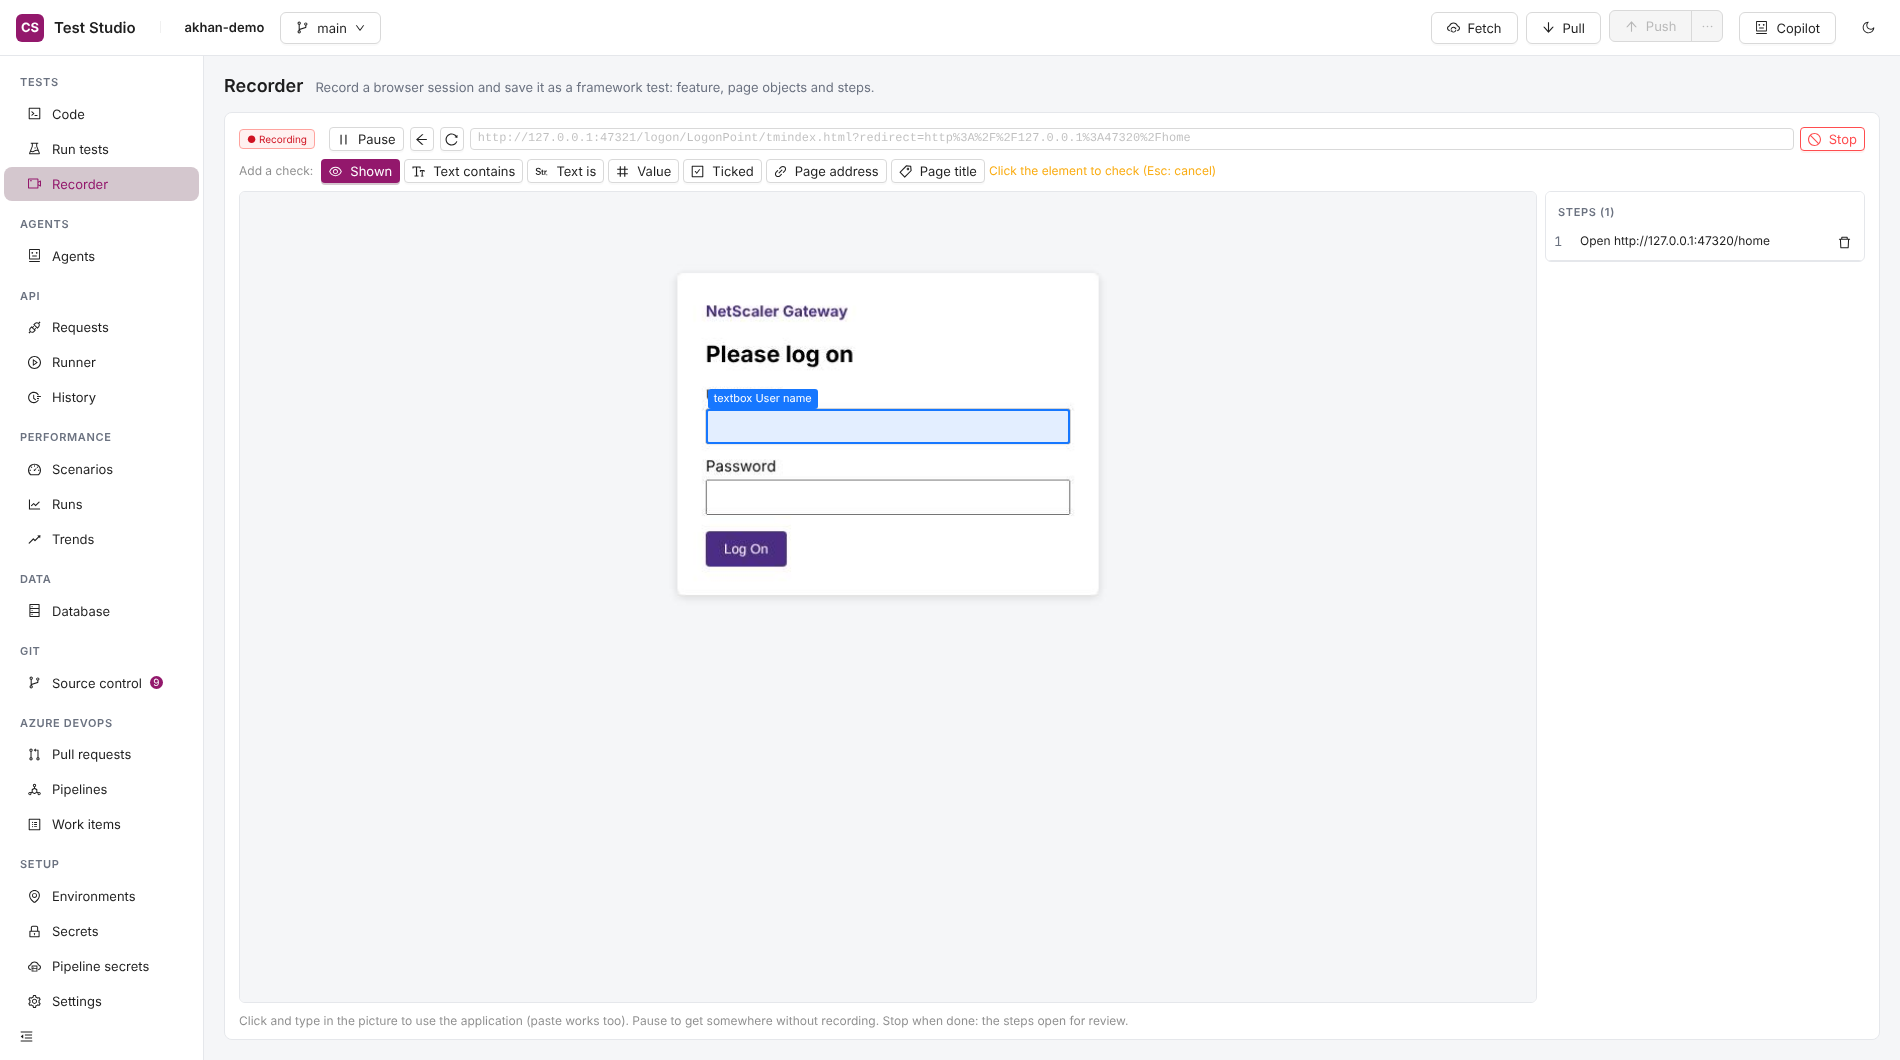 CS Test Studio akhan-demo main Fetch Pull Push ... Copilot
TESTS
Code
Run tests
Recorder
AGENTS
Agents
API
Requests
Runner
History
PERFORMANCE
Scenarios
Runs
Trends
DATA
Database
GIT
Source control 9
AZURE DEVOPS
Pull requests
Pipelines
Work items
SETUP
Environments
Secrets
Pipeline secrets
Settings
Recorder Record a browser session and save it as a framework test: feature, page objects and steps.
Recording Pause http://127.0.0.1:47321/logon/LogonPoint/tmindex.html?redirect=http%3A%2F%2F127.0.0.1%3A47320%2Fhome Stop
Add a check: Shown Text contains Text is Value Ticked Page address Page title Click the element to check (Esc: cancel)
NetScaler Gateway
Please log on
textbox User name
Password
Log On
STEPS (1)
1 Open http://127.0.0.1:47320/home
Click and type in the picture to use the application (paste works too). Pause to get somewhere without recording. Stop when done: the steps open for review.